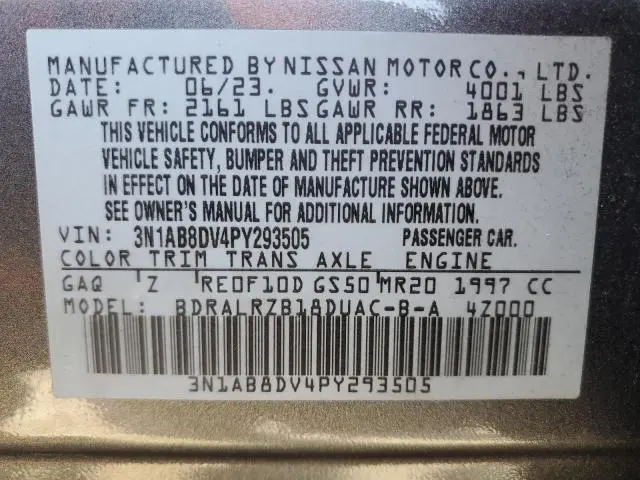 MANUFACTURED BY NISSAN MOTOR CO., LTD.
DATE: 06/23. GVWR: 4001 LBS
GAWR FR: 2161 LBS GAWR RR: 1863 LBS
THIS VEHICLE CONFORMS TO ALL APPLICABLE FEDERAL MOTOR
VEHICLE SAFETY, BUMPER AND THEFT PREVENTION STANDARDS
IN EFFECT ON THE DATE OF MANUFACTURE SHOWN ABOVE.
SEE OWNER'S MANUAL FOR ADDITIONAL INFORMATION.
VIN: 3N1AB8DV4PY293505 PASSENGER CAR.
COLOR TRIM TRANS AXLE ENGINE
GAQ Z RE0F10D GS50 MR20 1997 CC
MODEL: BDRALRZB18DUAC-B-A 4Z000
3N1AB8DV4PY293505